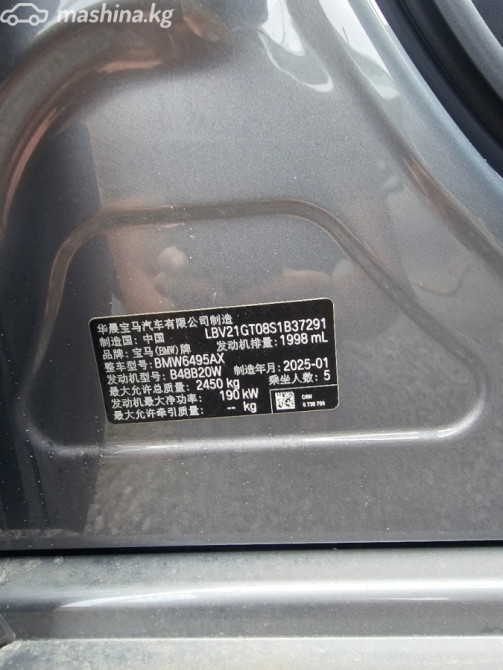 mashina.kg
华晨宝马汽车有限公司制造
制造国: 中国 LBV21GT08S1B37291
品牌: 宝马(BMW)牌 发动机排量: 1998 mL
整车型号: BMW6495AX
发动机型号: B48B20W 制造年月: 2025-01
最大允许总质量: 2450 kg 乘坐人数: 5
发动机最大净功率: 190 kW
最大允许牵引质量: -- kg